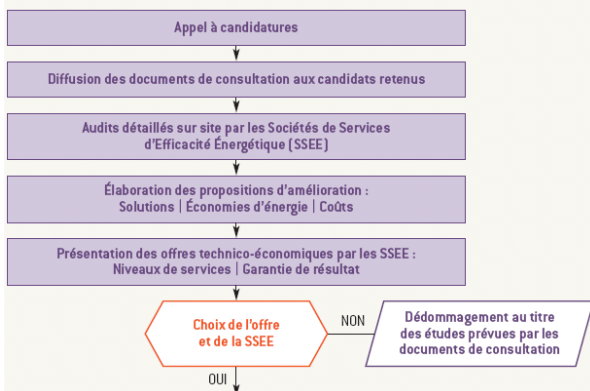 Appel à candidatures
Diffusion des documents de consultation aux candidats retenus
Audits détaillés sur site par les Sociétés de Services
d'Efficacité Énergétique (SSEE)
Élaboration des propositions d'amélioration :
Solutions | Économies d'énergie | Coûts
Présentation des offres technico-économiques par les SSEE :
Niveaux de services | Garantie de résultat
Choix de l'offre
et de la SSEE
NON
Dédommagement au titre
des études prévues par les
documents de consultation
OUI